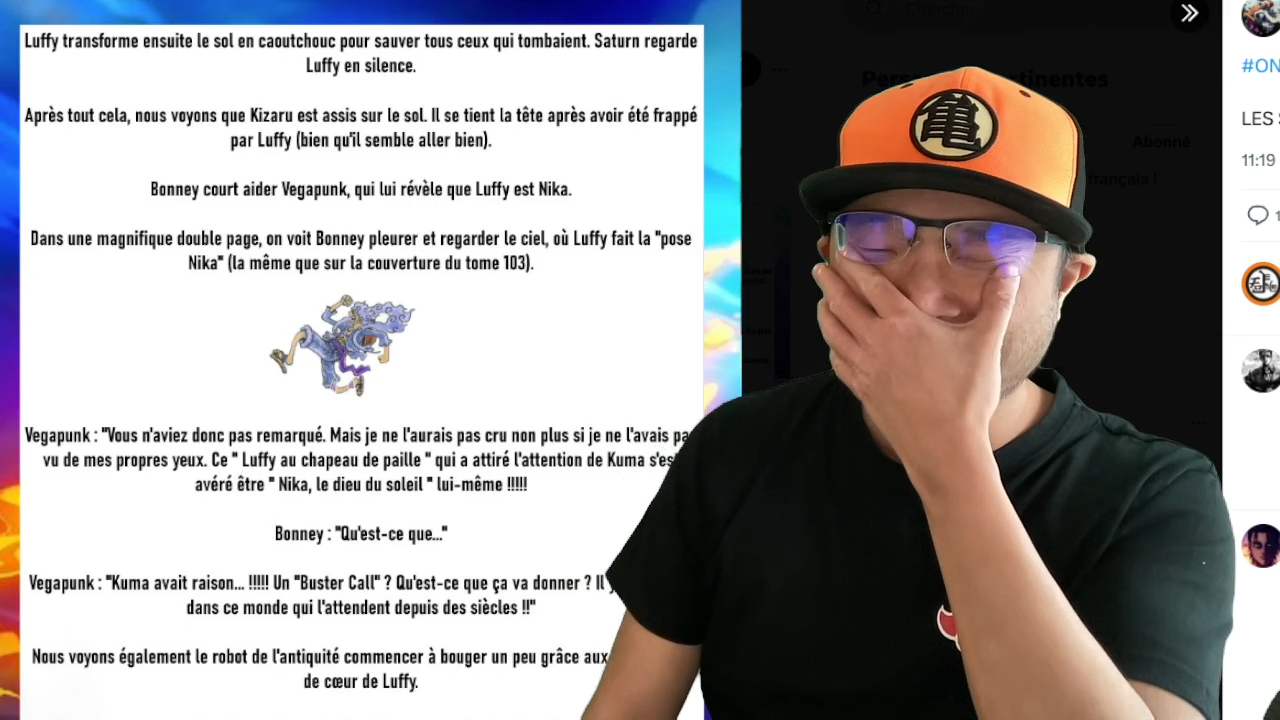 Luffy transforme ensuite le sol en caoutchouc pour sauver tous ceux qui tombaient. Saturn regarde
Luffy en silence.
Après tout cela, nous voyons que Kizaru est assis sur le sol. Il se tient la tête après avoir été frappé
par Luffy (bien qu'il semble aller bien).
Bonney court aider Vegapunk, qui lui révèle que Luffy est Nika.
Dans une magnifique double page, on voit Bonney pleurer et regarder le ciel, où Luffy fait la "pose
Nika" (la même que sur la couverture du tome 103).
Vegapunk : "Vous n'aviez donc pas remarqué. Mais je ne l'aurais pas cru non plus si je ne l'avais pa
vu de mes propres yeux. Ce " Luffy au chapeau de paille " qui a attiré l'attention de Kuma s'es
avéré être " Nika, le dieu du soleil " lui-même !!!!!
Bonney : "Qu'est-ce que..."
Vegapunk : "Kuma avait raison... !!!!! Un "Buster Call" ? Qu'est-ce que ça va donner ? Il
dans ce monde qui l'attendent depuis des siècles !!"
Nous voyons également le robot de l'antiquité commencer à bouger un peu grâce aux
de cœur de Luffy.
Chercher
Abonné
français !
亀
#ON
LES
11:19
1